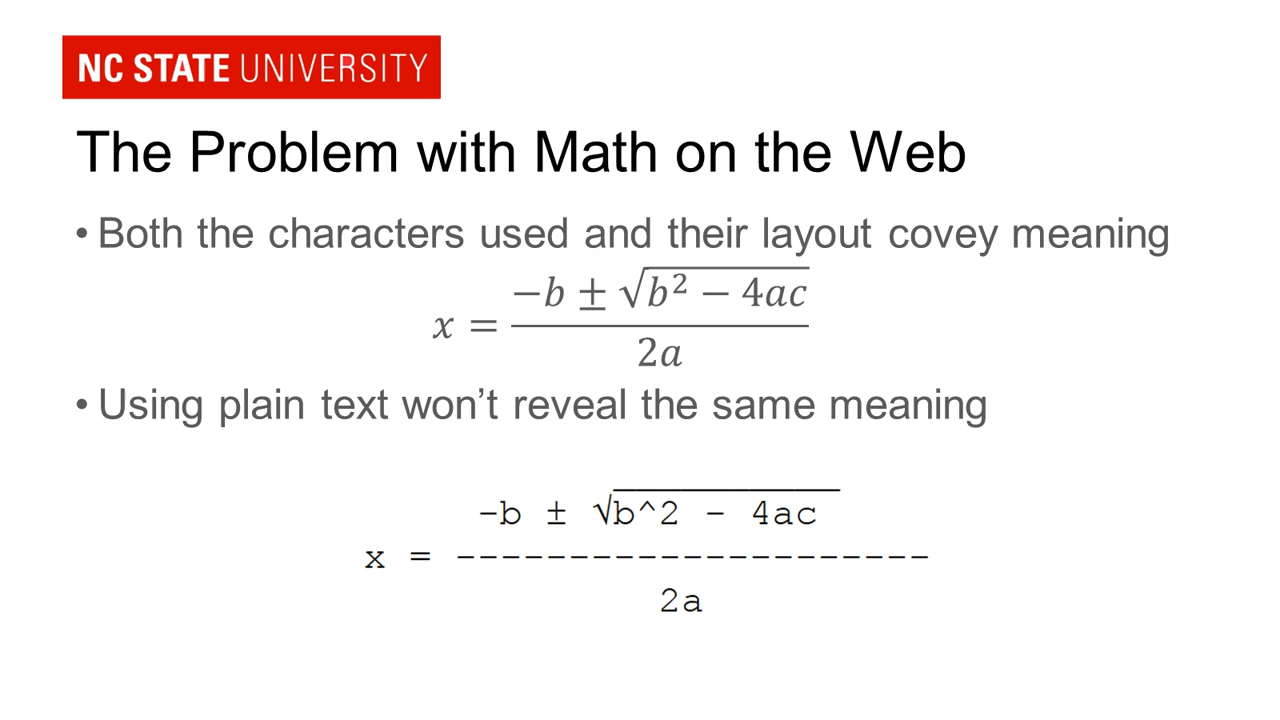 NC STATE UNIVERSITY
The Problem with Math on the Web
• Both the characters used and their layout covey meaning
−b ± √b² − 4ac
x =
2a
• Using plain text won’t reveal the same meaning
-b ± √b^2 - 4ac
x = ---------------------
2a